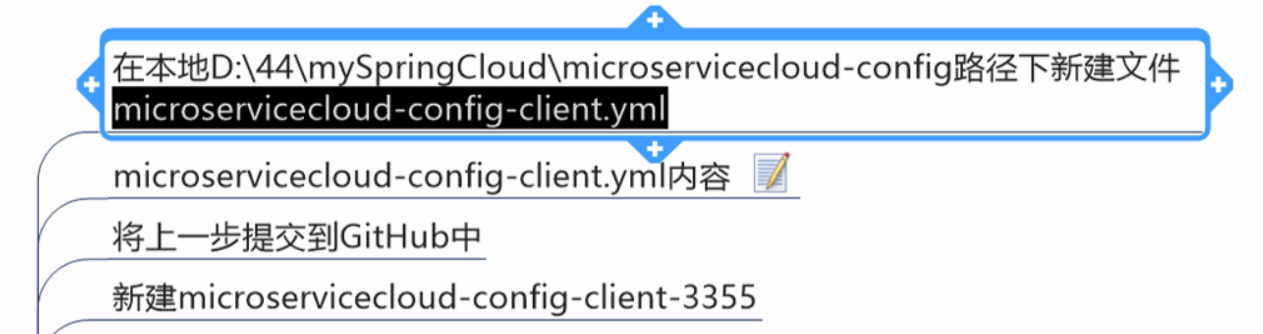 在本地D:\44\mySpringCloud\microservicecloud-config路径下新建文件
microservicecloud-config-client.yml
microservicecloud-config-client.yml内容
将上一步提交到GitHub中
新建microservicecloud-config-client-3355